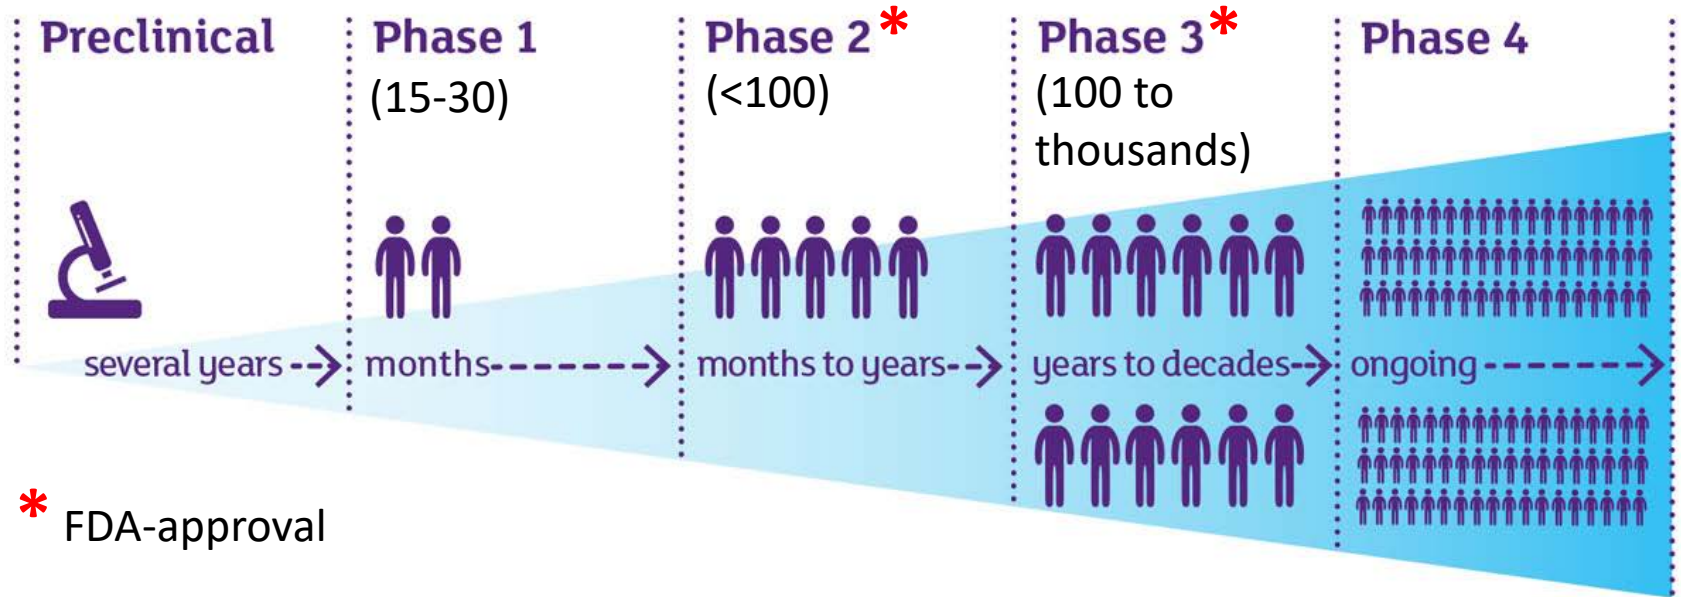 Preclinical
Phase 1
(15-30)
Phase 2*
(<100)
Phase 3*
(100 to
thousands)
Phase 4
several years
months
months to years
years to decades
ongoing
* FDA-approval